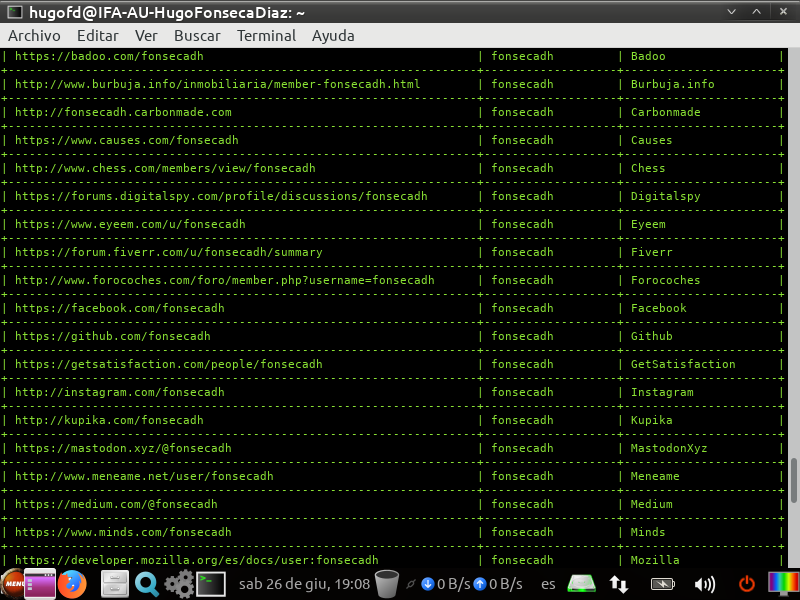 hugofd@IFA-AU-HugoFonsecaDiaz: ~
Archivo Editar Ver Buscar Terminal Ayuda
| https://badoo.com/fonsecadh | fonsecadh | Badoo |
| http://www.burbuja.info/inmobiliaria/member-fonsecadh.html | fonsecadh | Burbuja.info |
| http://fonsecadh.carbonmade.com | fonsecadh | Carbonmade |
| https://www.causes.com/fonsecadh | fonsecadh | Causes |
| http://www.chess.com/members/view/fonsecadh | fonsecadh | Chess |
| https://forums.digitalspy.com/profile/discussions/fonsecadh | fonsecadh | Digitalspy |
| https://www.eyeem.com/u/fonsecadh | fonsecadh | Eyeem |
| https://forum.fiverr.com/u/fonsecadh/summary | fonsecadh | Fiverr |
| http://www.forocoches.com/foro/member.php?username=fonsecadh | fonsecadh | Forocoches |
| https://facebook.com/fonsecadh | fonsecadh | Facebook |
| https://github.com/fonsecadh | fonsecadh | Github |
| https://getsatisfaction.com/people/fonsecadh | fonsecadh | GetSatisfaction |
| http://instagram.com/fonsecadh | fonsecadh | Instagram |
| http://kupika.com/fonsecadh | fonsecadh | Kupika |
| https://mastodon.xyz/@fonsecadh | fonsecadh | MastodonXyz |
| http://www.meneame.net/user/fonsecadh | fonsecadh | Meneame |
| https://medium.com/@fonsecadh | fonsecadh | Medium |
| https://www.minds.com/fonsecadh | fonsecadh | Minds |
| https://developer.mozilla.org/es/docs/user:fonsecadh | fonsecadh | Mozilla |
MENU sab 26 de giu, 19:08 0 B/s 0 B/s es